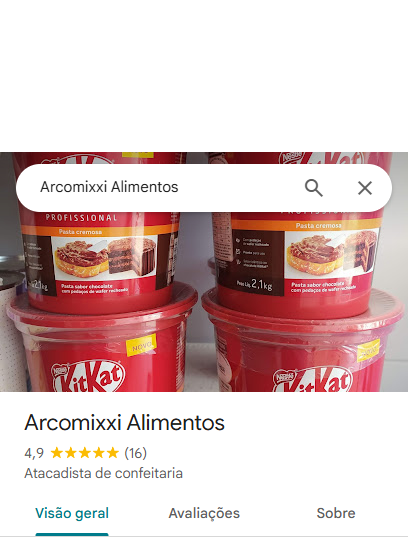 Arcomixxi Alimentos
PROFISSIONAL
Pasta cremosa
Pasta sabor chocolate
com pedaços de wafer recheado
2,1kg
Pasta cremosa
Peso Líq. 2,1kg
Pasta sabor chocolate
com pedaços de wafer recheado
Nestlé
KitKat
NOVO
Nestlé
KitKat
Arcomixxi Alimentos
4,9 (16)
Atacadista de confeitaria
Visão geral Avaliações Sobre